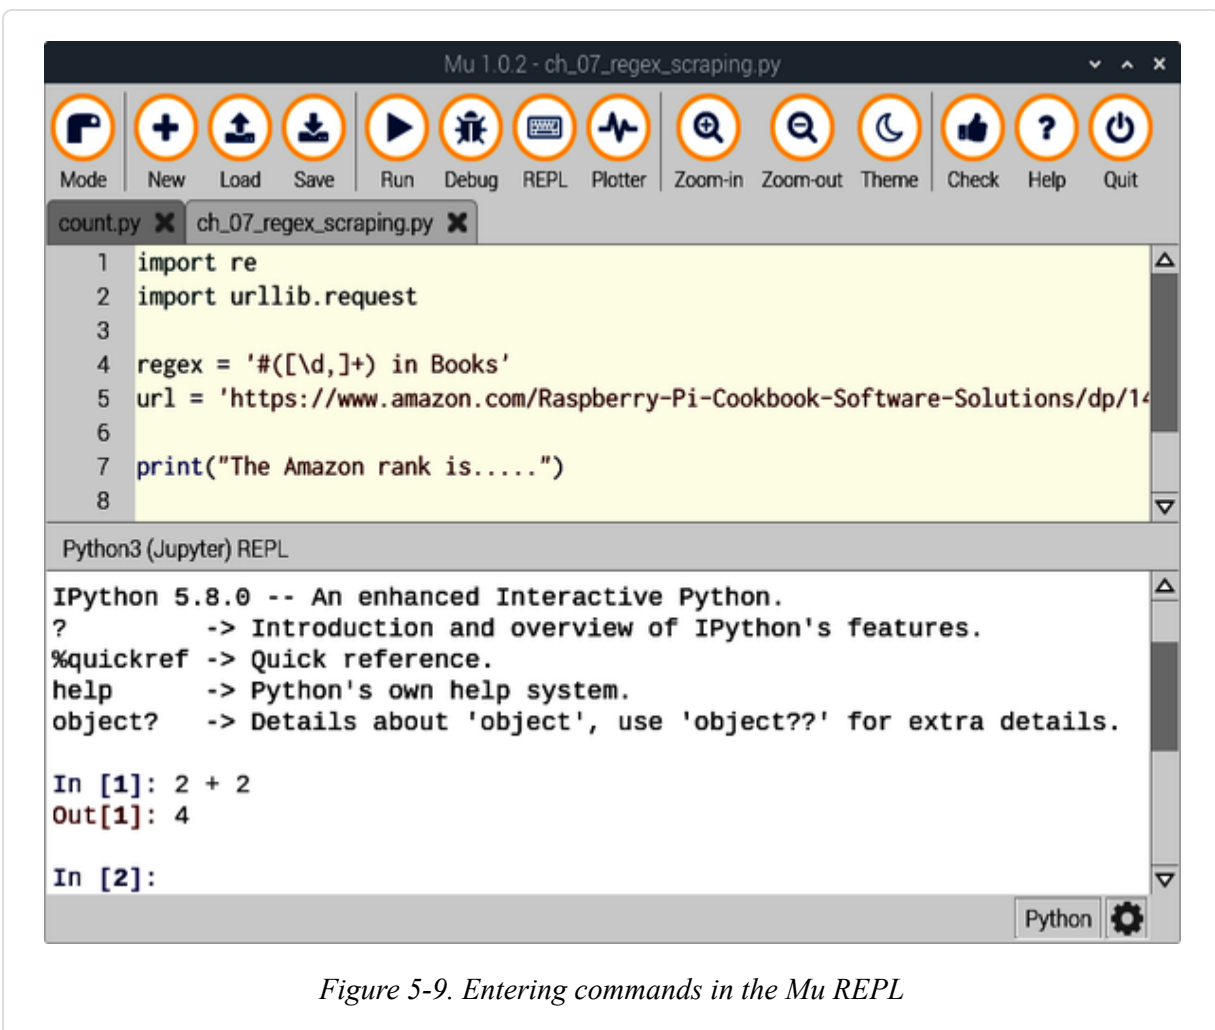 Mu 1.0.2 - ch_07_regex_scraping.py
Mode New Load Save Run Debug REPL Plotter Zoom-in Zoom-out Theme Check Help Quit
count.py ch_07_regex_scraping.py
1 import re
2 import urllib.request
3
4 regex = '#([\d,]+) in Books'
5 url = 'https://www.amazon.com/Raspberry-Pi-Cookbook-Software-Solutions/dp/14
6
7 print("The Amazon rank is.....")
8
Python3 (Jupyter) REPL
IPython 5.8.0 -- An enhanced Interactive Python.
?         -> Introduction and overview of IPython's features.
%quickref -> Quick reference.
help      -> Python's own help system.
object?   -> Details about 'object', use 'object??' for extra details.
In [1]: 2 + 2
Out[1]: 4
In [2]:
Python
Figure 5-9. Entering commands in the Mu REPL